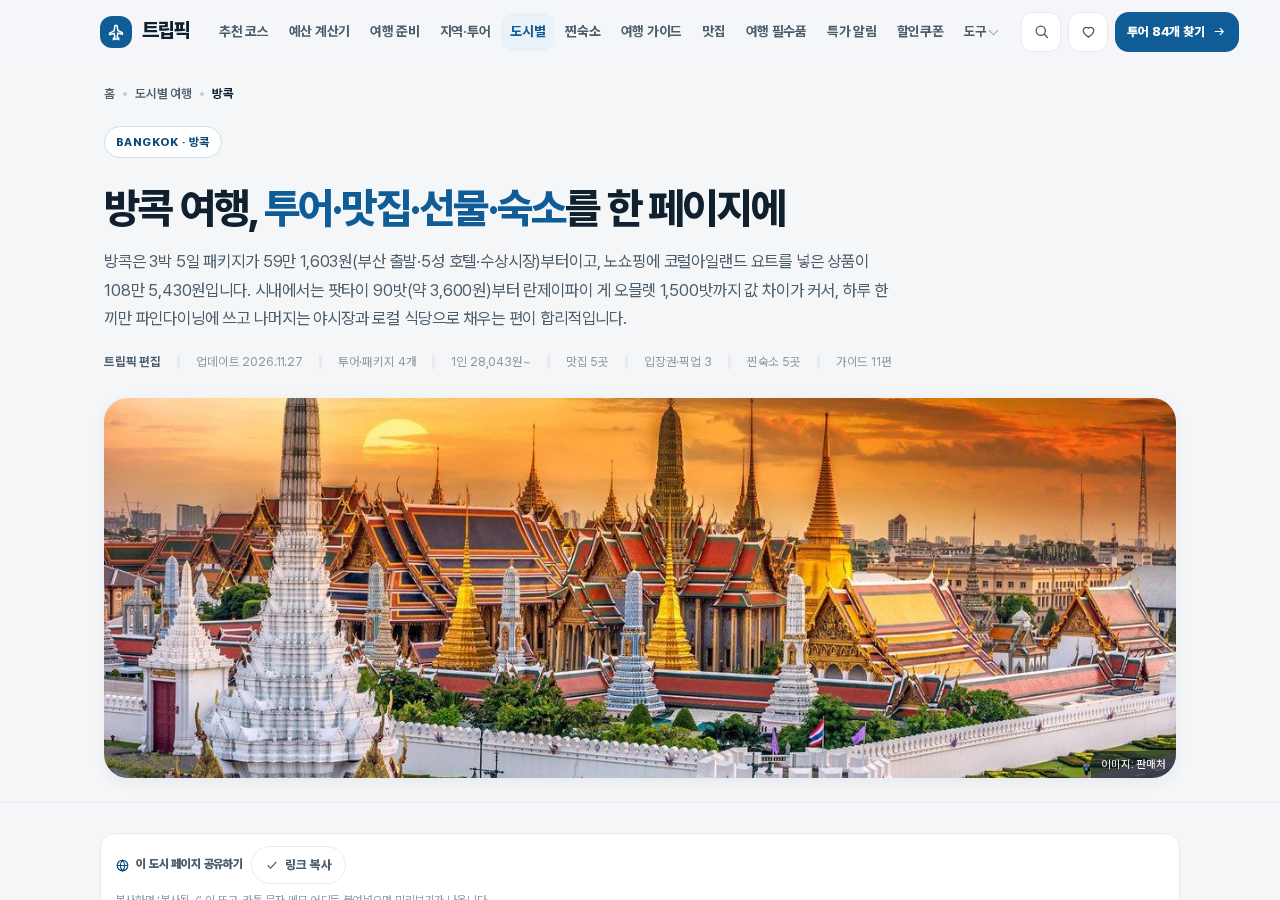 트립픽
추천 코스
예산 계산기
여행 준비
지역·투어
도시별
찐숙소
여행 가이드
맛집
여행 필수품
특가 알림
할인쿠폰
도구
투어 84개 찾기
홈 • 도시별 여행 • 방콕
BANGKOK · 방콕
방콕 여행, 투어·맛집·선물·숙소를 한 페이지에
방콕은 3박 5일 패키지가 59만 1,603원(부산 출발·5성 호텔·수상시장)부터이고, 노쇼핑에 코럴아일랜드 요트를 넣은 상품이
108만 5,430원입니다. 시내에서는 팟타이 90밧(약 3,600원)부터 란제이파이 게 오믈렛 1,500밧까지 값 차이가 커서, 하루 한
끼만 파인다이닝에 쓰고 나머지는 야시장과 로컬 식당으로 채우는 편이 합리적입니다.
트립픽 편집
업데이트 2026.11.27
투어·패키지 4개
1인 28,043원~
맛집 5곳
입장권·픽업 3
찐숙소 5곳
가이드 11편
이미지: 판매처
이 도시 페이지 공유하기
링크 복사